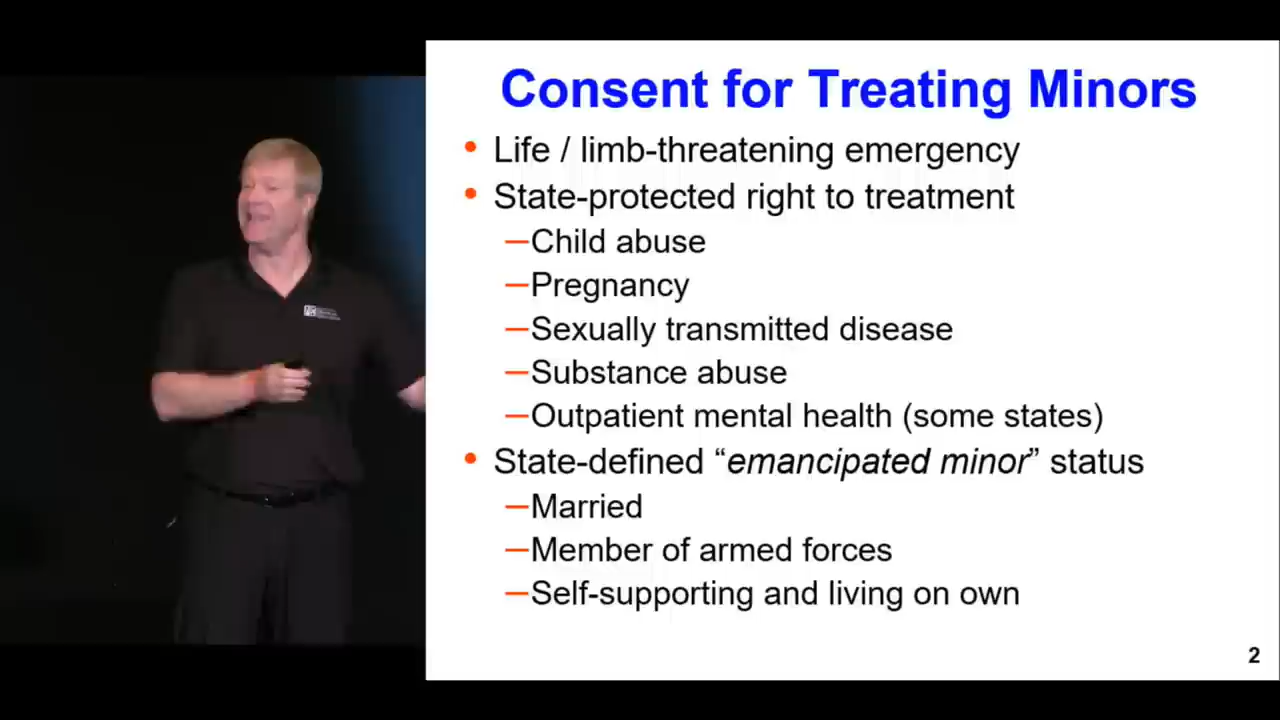 Consent for Treating Minors
• Life / limb-threatening emergency
• State-protected right to treatment
–Child abuse
–Pregnancy
–Sexually transmitted disease
–Substance abuse
–Outpatient mental health (some states)
• State-defined “emancipated minor” status
–Married
–Member of armed forces
–Self-supporting and living on own
2